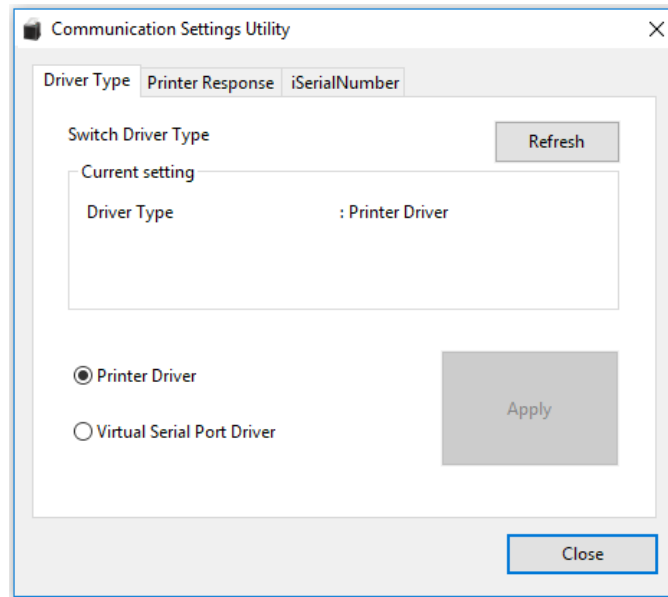 Communication Settings Utility
Driver Type Printer Response iSerialNumber
Switch Driver Type
Refresh
Current setting
Driver Type : Printer Driver
Printer Driver
Apply
Virtual Serial Port Driver
Close